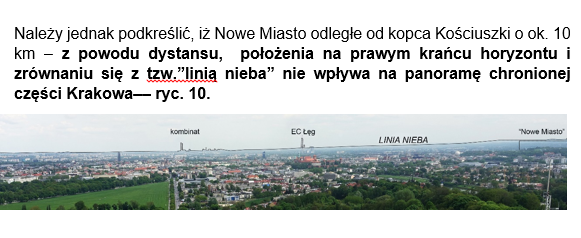 Należy jednak podkreślić, iż Nowe Miasto odległe od kopca Kościuszki o ok. 10
km – z powodu dystansu, położenia na prawym krańcu horyzontu i
zrównaniu się z tzw.”linią nieba” nie wpływa na panoramę chronionej
części Krakowa–– ryc. 10.
kombinat
EC Łęg
LINIA NIEBA
“Nowe Miasto”